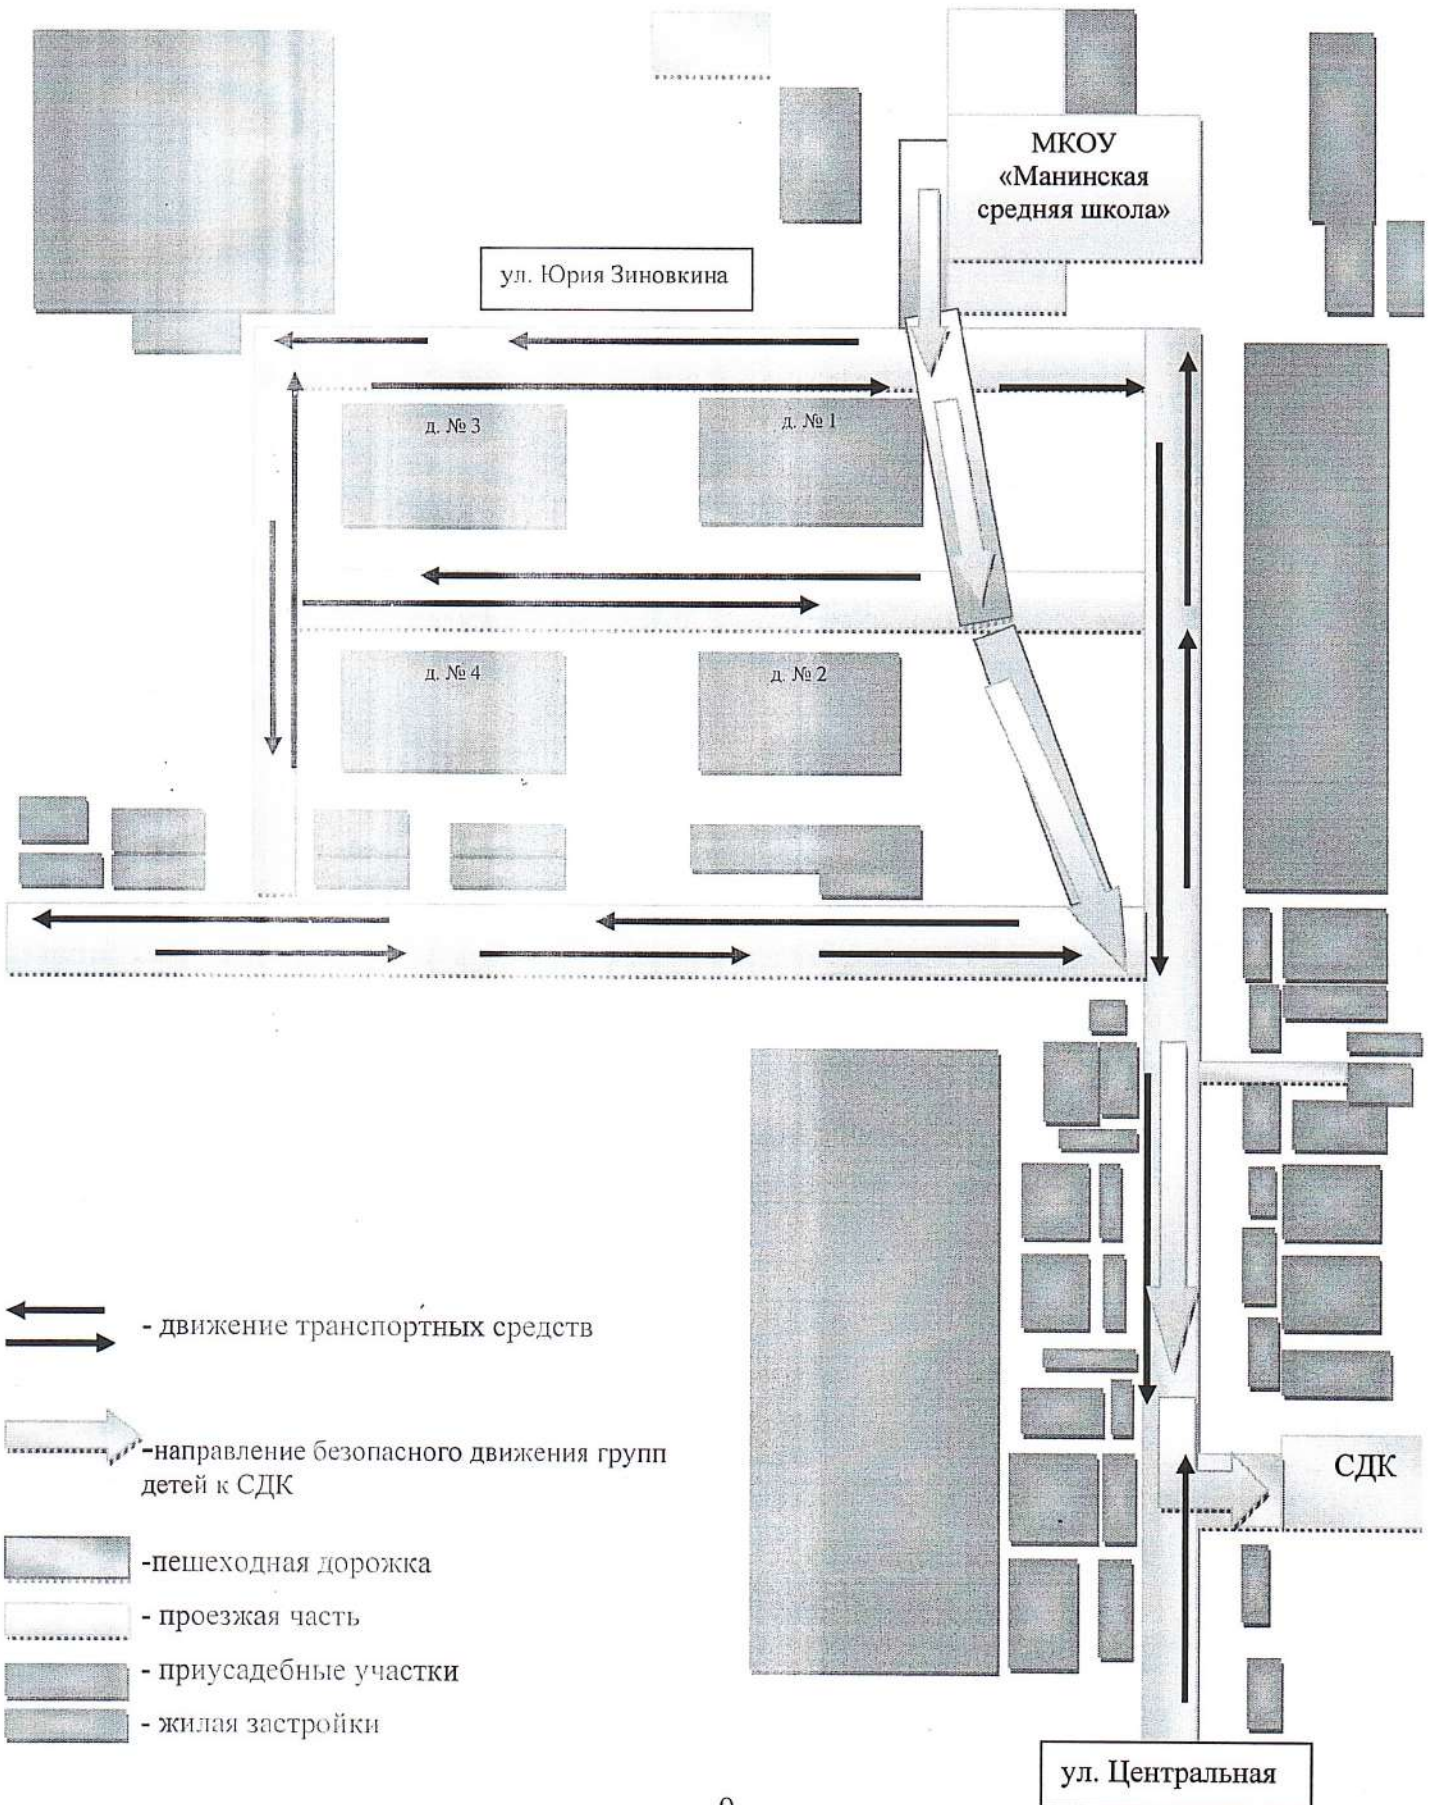 МКОУ
«Манинская
средняя школа»
ул. Юрия Зиновкина
д. № 3
д. № 1
д. № 4
д. № 2
- движение транспортных средств
-направление безопасного движения групп
детей к СДК
СДК
-пешеходная дорожка
- проезжая часть
- приусадебные участки
- жилая застройки
ул. Центральная